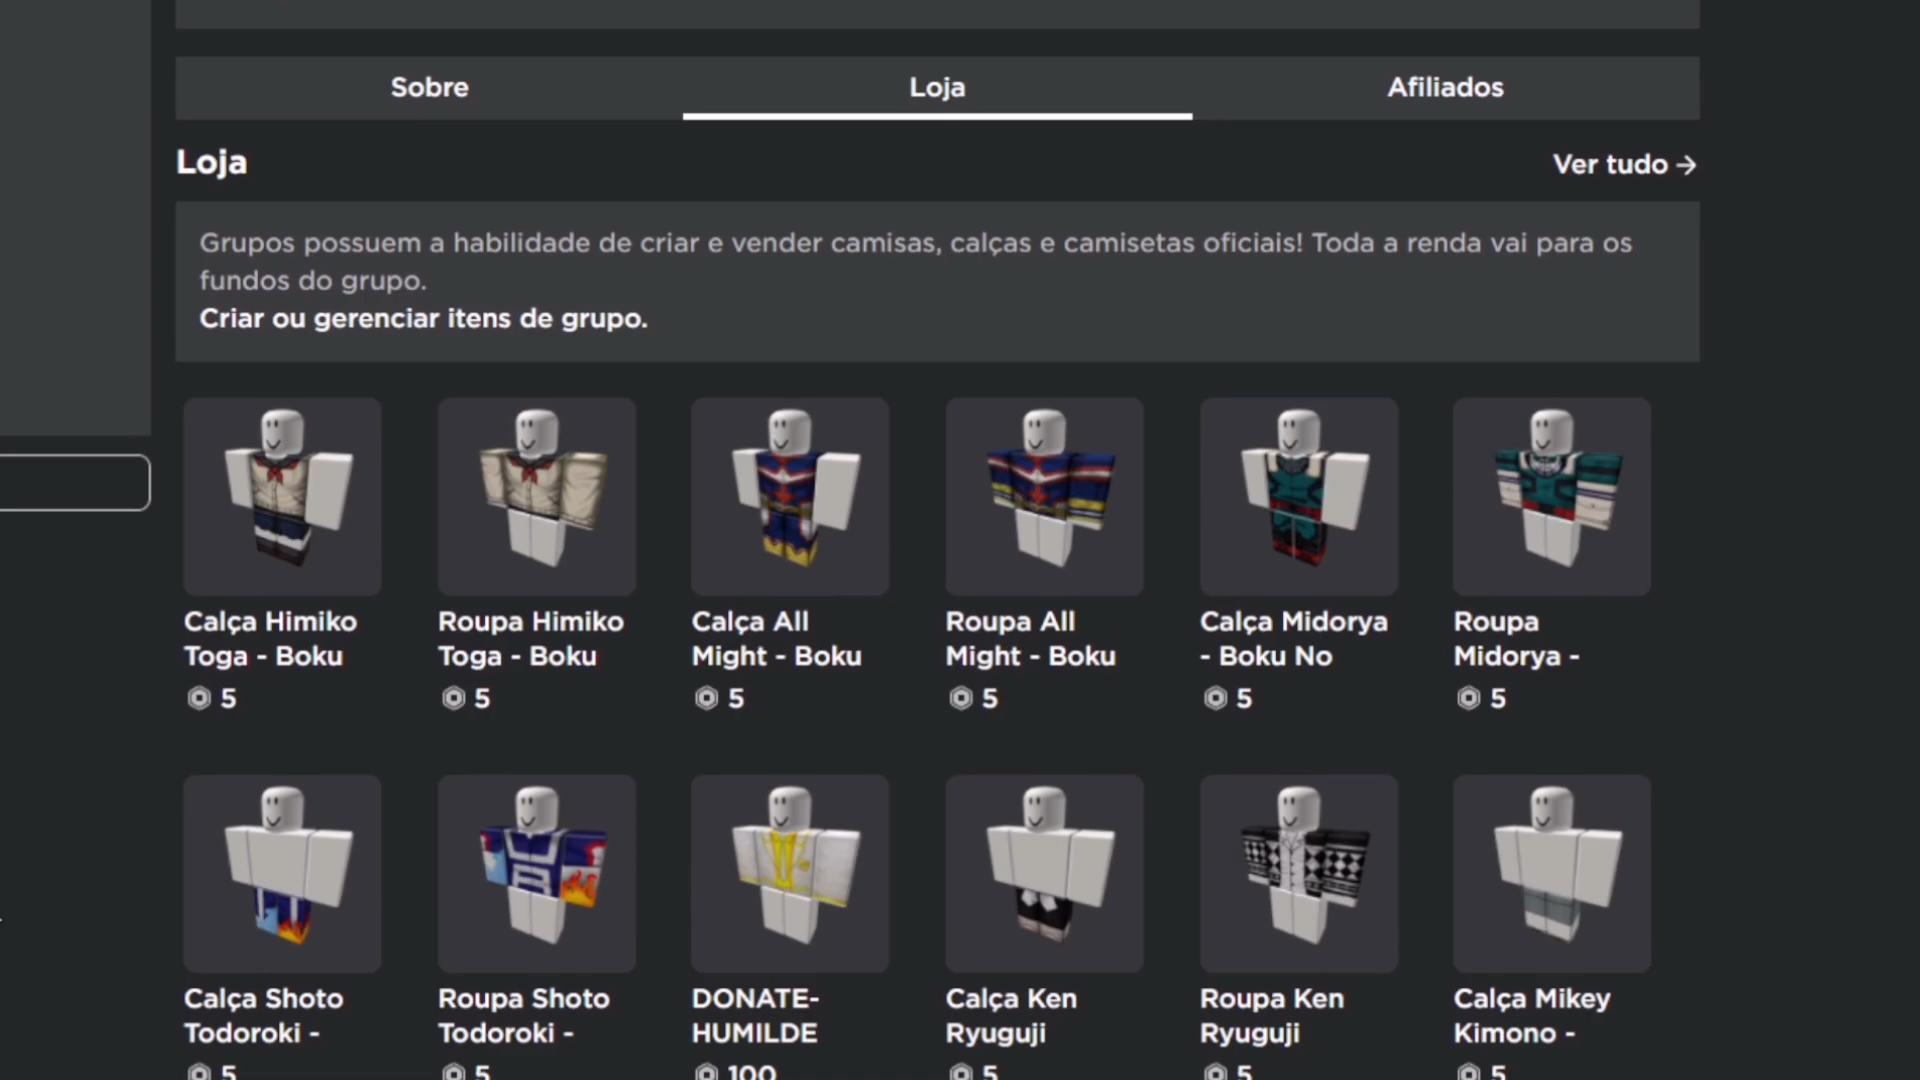 Sobre
Loja
Afiliados
Loja
Ver tudo →
Grupos possuem a habilidade de criar e vender camisas, calças e camisetas oficiais! Toda a renda vai para os
fundos do grupo.
Criar ou gerenciar itens de grupo.
Calça Himiko
Toga - Boku
5
Roupa Himiko
Toga - Boku
5
Calça All
Might - Boku
5
Roupa All
Might - Boku
5
Calça Midorya
- Boku No
5
Roupa
Midorya -
5
Calça Shoto
Todoroki -
5
Roupa Shoto
Todoroki -
5
DONATE-
HUMILDE
100
Calça Ken
Ryuguji
5
Roupa Ken
Ryuguji
5
Calça Mikey
Kimono -
5